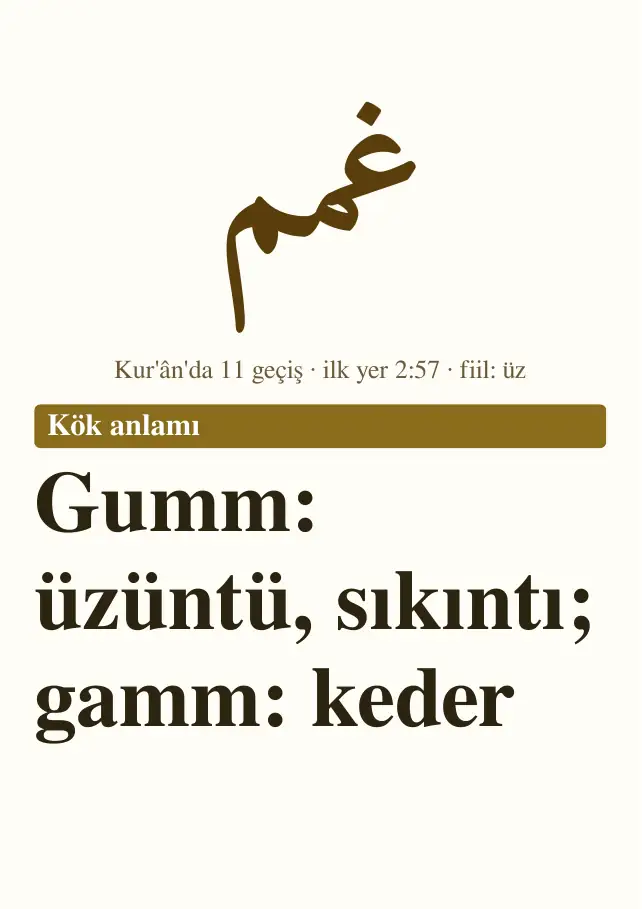 غمم
Kur'ân'da 11 geçiş · ilk yer 2:57 · fiil: üz
Kök anlamı
Gumm:
üzüntü, sıkıntı;
gamm: keder